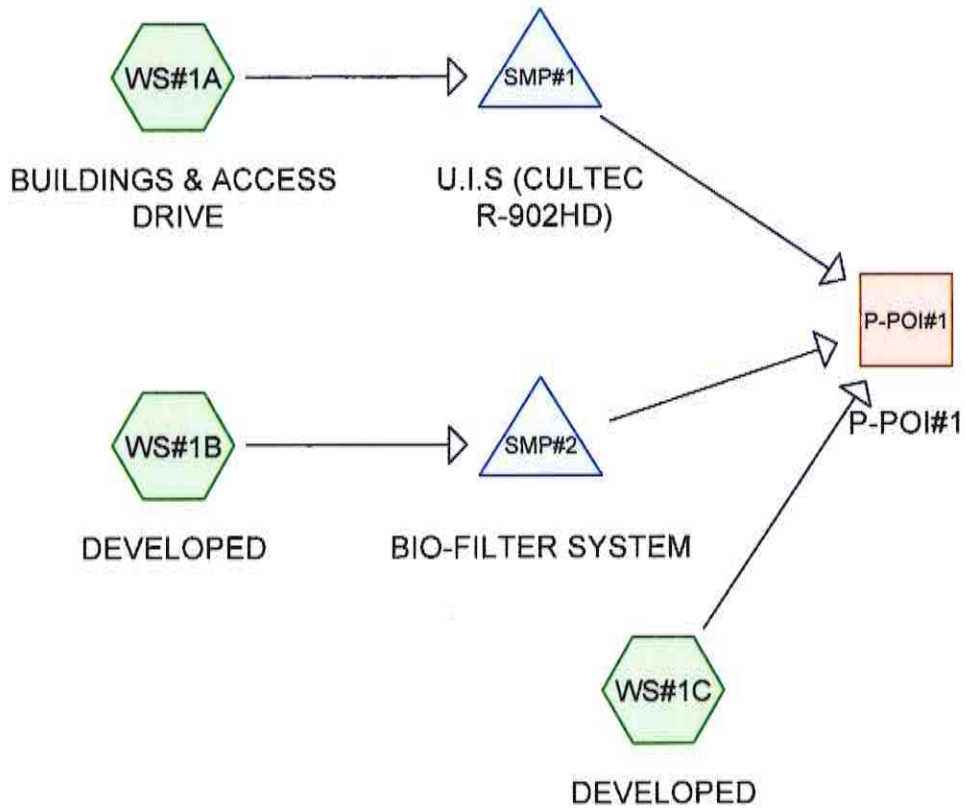 WS#1A
SMP#1
BUILDINGS & ACCESS
DRIVE
U.I.S (CULTEC
R-902HD)
P-POI#1
P-POI#1
WS#1B
SMP#2
DEVELOPED
BIO-FILTER SYSTEM
WS#1C
DEVELOPED